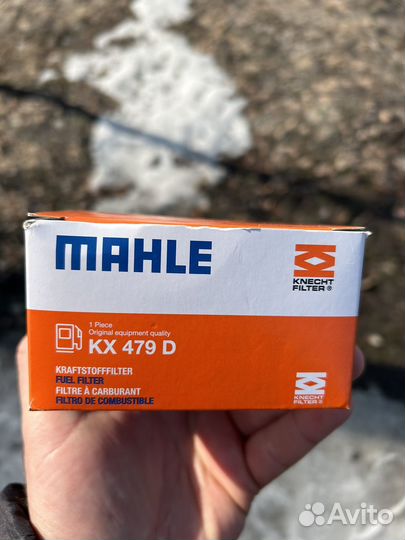 MAHLE
KNECHT
FILTER®
1 Piece
Original equipment quality
KX 479 D
KRAFTSTOFFFILTER
FUEL FILTER
FILTRE À CARBURANT
FILTRO DE COMBUSTIBLE
KNECHT
FILTER®
Avito